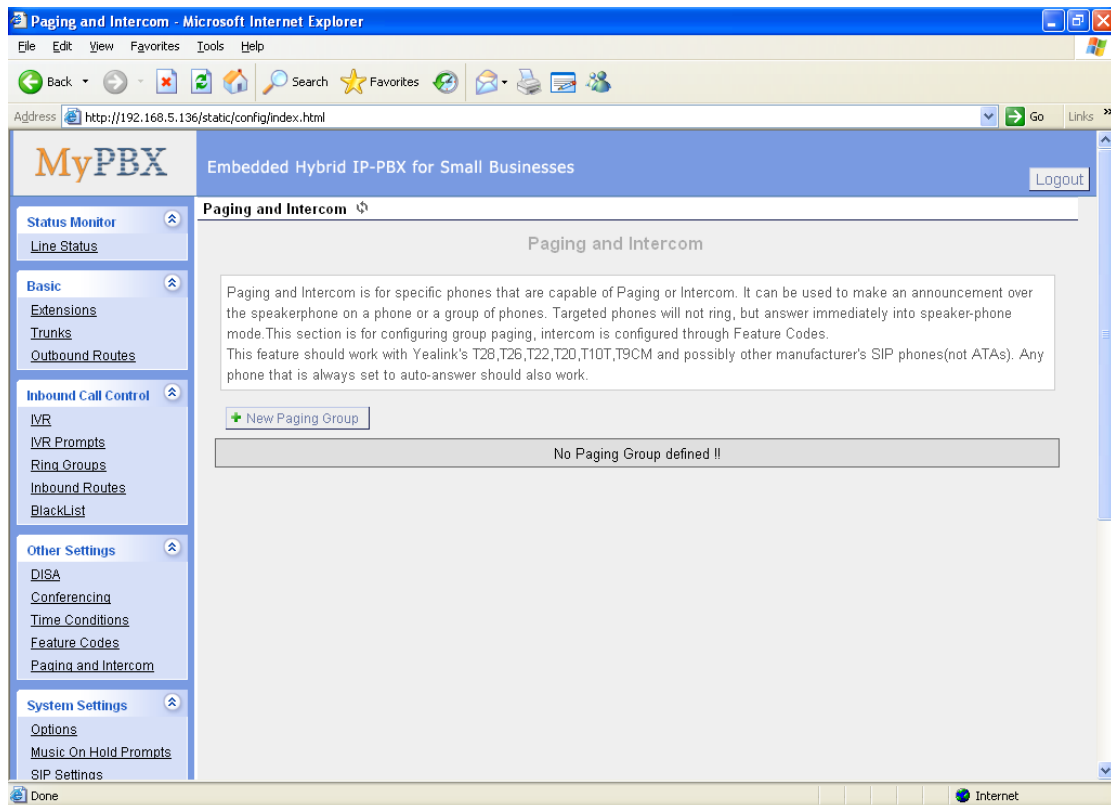 Paging and Intercom - Microsoft Internet Explorer
File Edit View Favorites Tools Help
Back Search Favorites
Address http://192.168.5.136/static/config/index.html Go Links »
MyPBX
Embedded Hybrid IP-PBX for Small Businesses
Logout
Paging and Intercom
Status Monitor
Line Status
Basic
Extensions
Trunks
Outbound Routes
Inbound Call Control
IVR
IVR Prompts
Ring Groups
Inbound Routes
BlackList
Other Settings
DISA
Conferencing
Time Conditions
Feature Codes
Paging and Intercom
System Settings
Options
Music On Hold Prompts
SIP Settings
Paging and Intercom
Paging and Intercom is for specific phones that are capable of Paging or Intercom. It can be used to make an announcement over
the speakerphone on a phone or a group of phones. Targeted phones will not ring, but answer immediately into speaker-phone
mode.This section is for configuring group paging, intercom is configured through Feature Codes.
This feature should work with Yealink's T28,T26,T22,T20,T10T,T9CM and possibly other manufacturer's SIP phones(not ATAs). Any
phone that is always set to auto-answer should also work.
New Paging Group
No Paging Group defined !!
Done
Internet